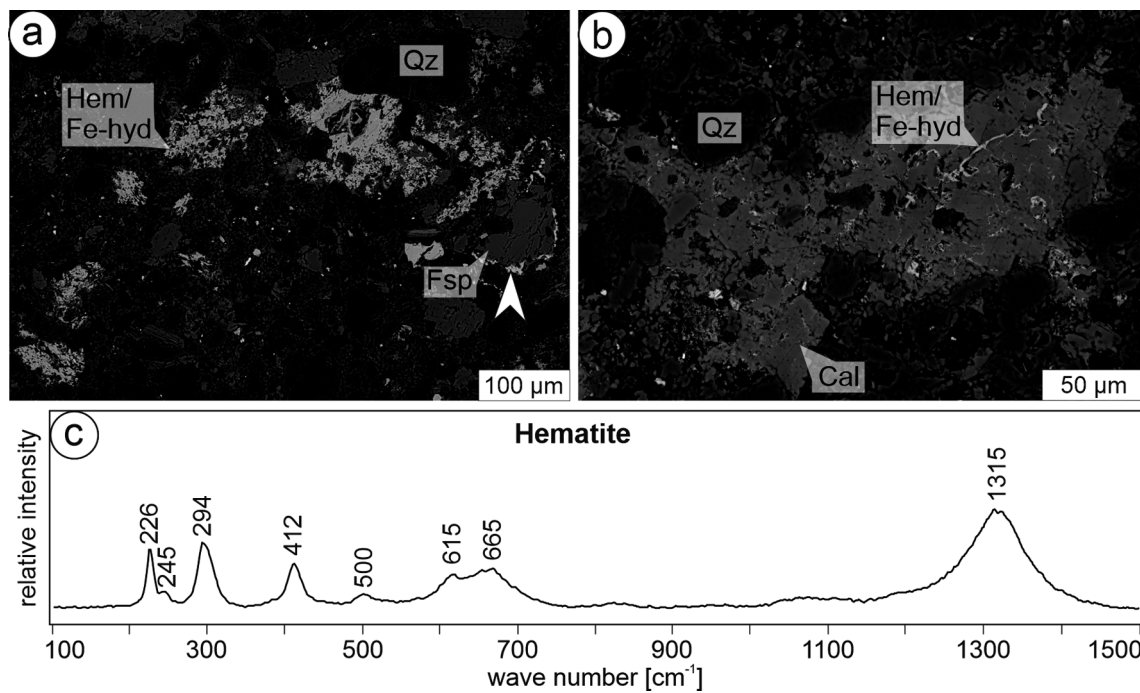 a
Qz
Hem/
Fe-hyd
Fsp
100 µm
b
Hem/
Fe-hyd
Qz
Cal
50 µm
c
Hematite
relative intensity
226
245
294
412
500
615
665
1315
100 300 500 700 900 1100 1300 1500
wave number [cm⁻¹]